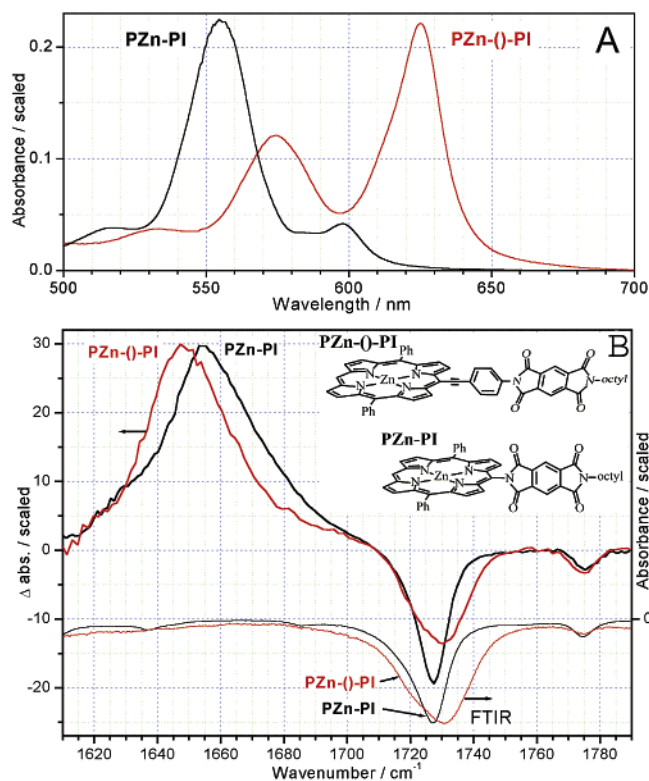 PZn-PI
PZn-()-PI
A
0.2
0.1
0.0
Absorbance / scaled
500 550 600 650 700
Wavelength / nm
B
PZn-()-PI
PZn-PI
PZn-()-PI
Ph
N N
Zn
N N
Ph
O O
N N-octyl
O O
PZn-PI
Ph
N N
Zn
N N
Ph
O O
N N-octyl
O O
30
20
10
0
-10
-20
Δ abs. / scaled
Absorbance / scaled
0
PZn-()-PI
PZn-PI
FTIR
1620 1640 1660 1680 1700 1720 1740 1760 1780
Wavenumber / cm-1